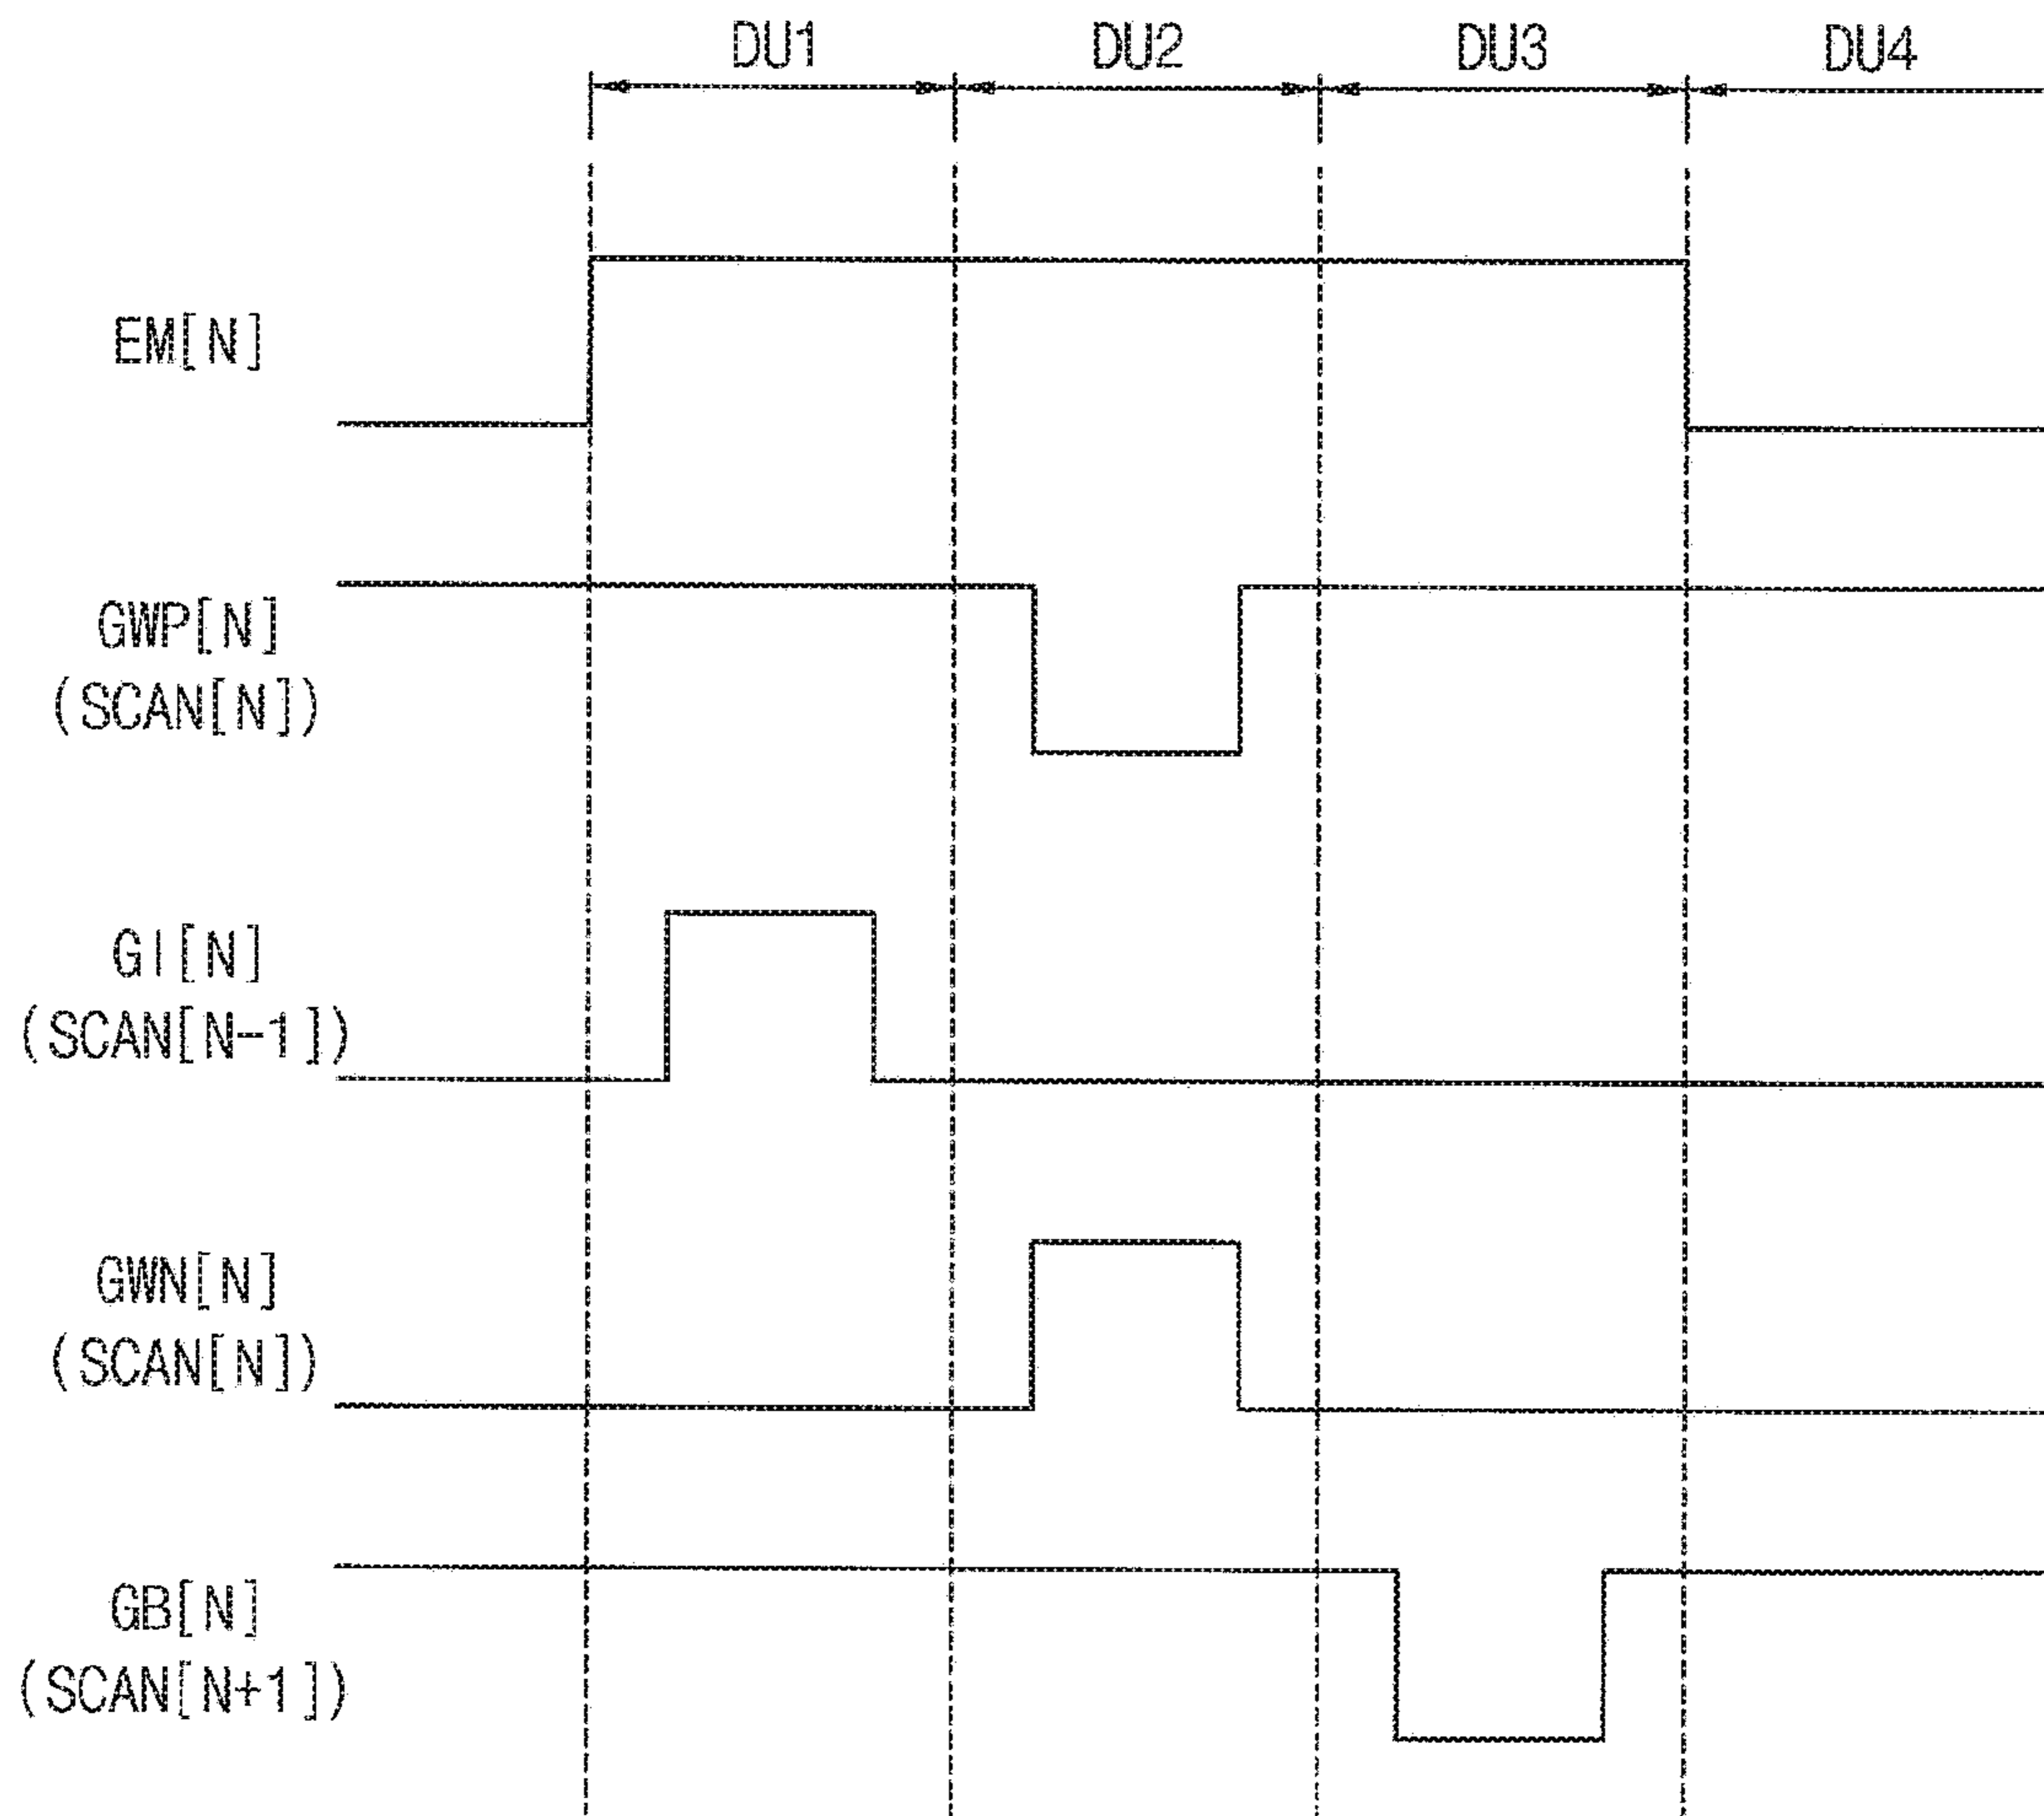 DU1 DU2 DU3 DU4
EM[N]
GWP[N]
(SCAN[N])
GI[N]
(SCAN[N-1])
GWN[N]
(SCAN[N])
GB[N]
(SCAN[N+1])